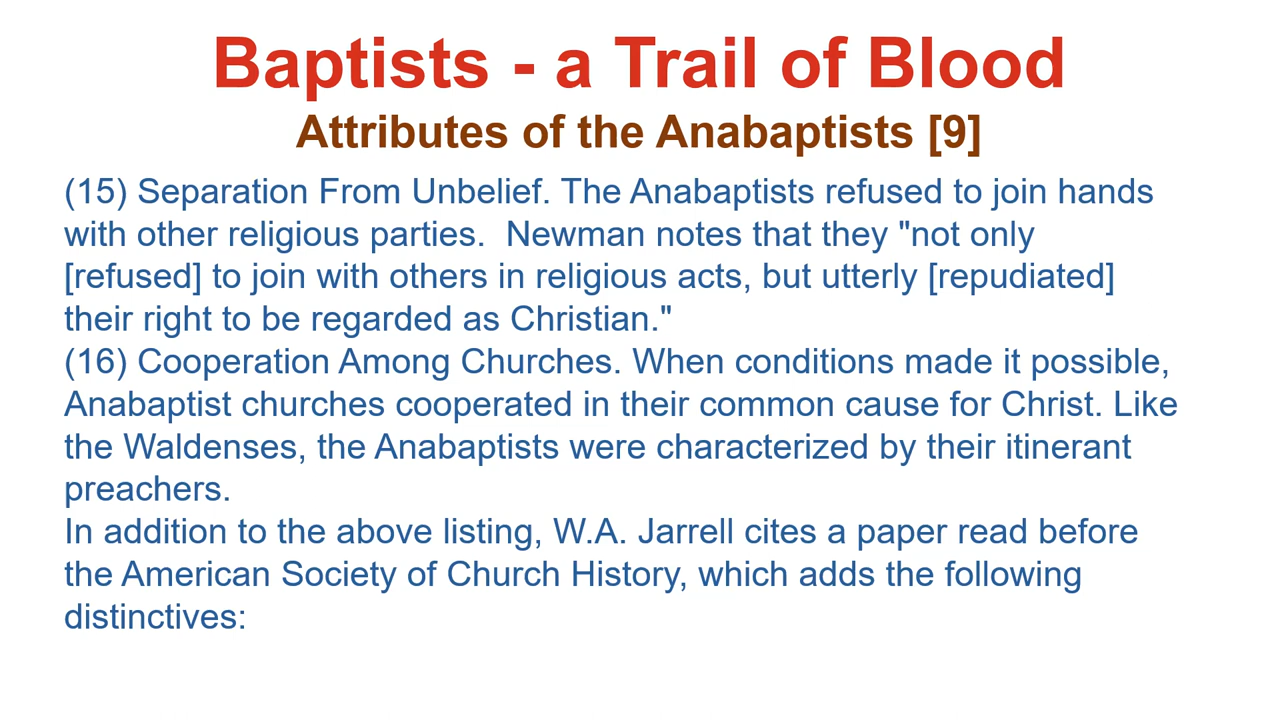 Baptists - a Trail of Blood
Attributes of the Anabaptists [9]
(15) Separation From Unbelief. The Anabaptists refused to join hands
with other religious parties.  Newman notes that they "not only
[refused] to join with others in religious acts, but utterly [repudiated]
their right to be regarded as Christian."
(16) Cooperation Among Churches. When conditions made it possible,
Anabaptist churches cooperated in their common cause for Christ. Like
the Waldenses, the Anabaptists were characterized by their itinerant
preachers.
In addition to the above listing, W.A. Jarrell cites a paper read before
the American Society of Church History, which adds the following
distinctives: